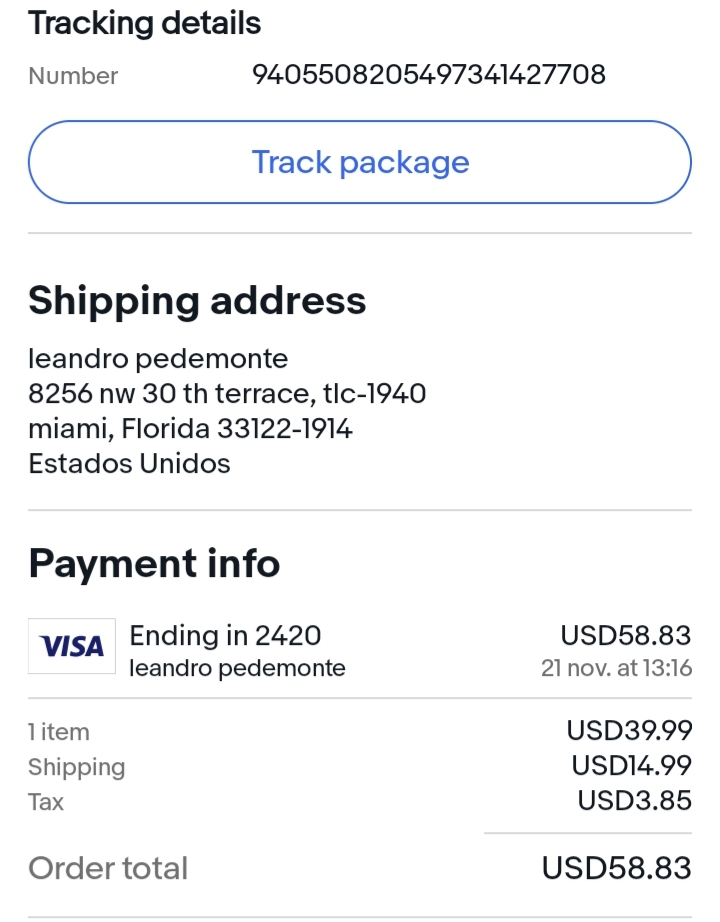 Tracking details
Number 9405508205497341427708
Track package
Shipping address
leandro pedemonte
8256 nw 30 th terrace, tlc-1940
miami, Florida 33122-1914
Estados Unidos
Payment info
VISA Ending in 2420 USD58.83
leandro pedemonte 21 nov. at 13:16
1 item USD39.99
Shipping USD14.99
Tax USD3.85
Order total USD58.83